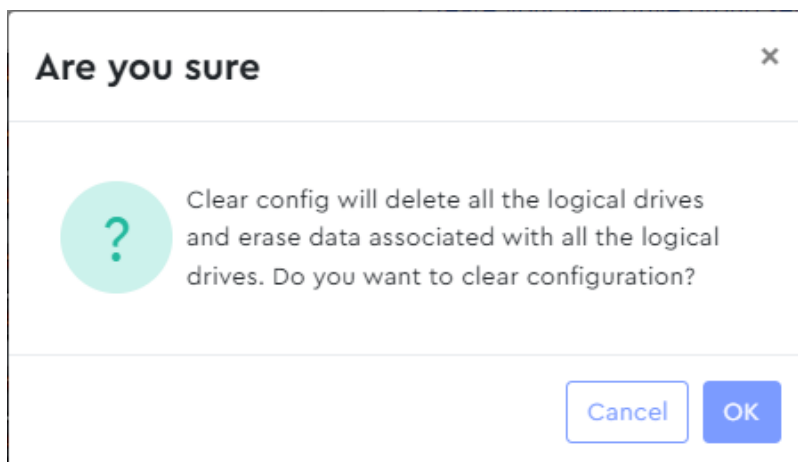 Are you sure
×
?
Clear config will delete all the logical drives
and erase data associated with all the logical
drives. Do you want to clear configuration?
Cancel
OK